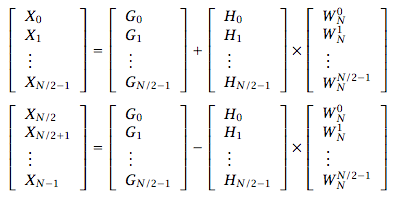 X_0 G_0 H_0 W_N^0
X_1 G_1 H_1 W_N^1
⋮ = ⋮ + ⋮ × ⋮
X_{N/2−1} G_{N/2−1} H_{N/2−1} W_N^{N/2−1}
X_{N/2} G_0 H_0 W_N^0
X_{N/2+1} G_1 H_1 W_N^1
⋮ = ⋮ − ⋮ × ⋮
X_{N−1} G_{N/2−1} H_{N/2−1} W_N^{N/2−1}